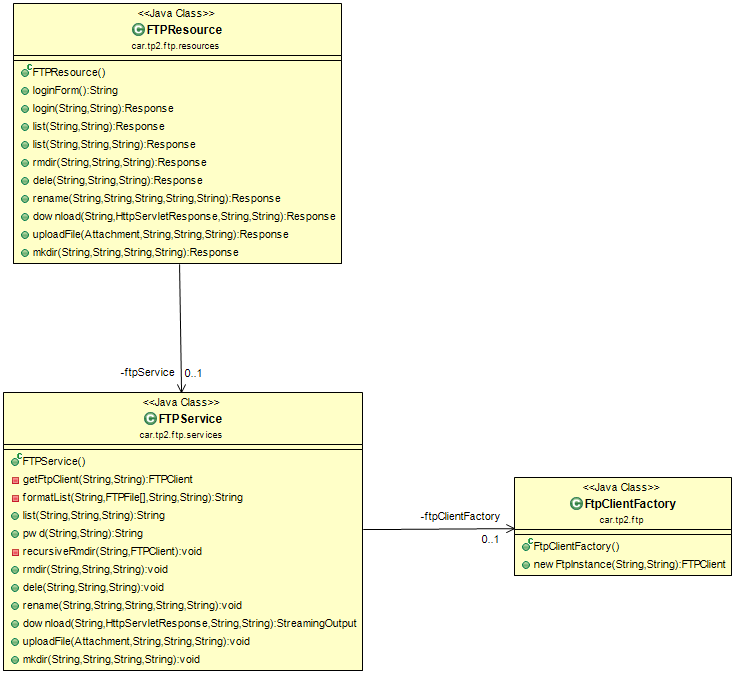 <<Java Class>>
FTPResource
car.tp2.ftp.resources
FTPResource()
loginForm():String
login(String,String):Response
list(String,String):Response
list(String,String,String):Response
rmdir(String,String,String):Response
dele(String,String,String):Response
rename(String,String,String,String,String):Response
download(String,HttpServletResponse,String,String):Response
uploadFile(Attachment,String,String,String):Response
mkdir(String,String,String,String):Response
-ftpService 0..1
<<Java Class>>
FTPService
car.tp2.ftp.services
FTPService()
getFtpClient(String,String):FTPClient
formatList(String,FTPFile[],String,String):String
list(String,String,String):String
pwd(String,String):String
recursiveRmdir(String,FTPClient):void
rmdir(String,String,String):void
dele(String,String,String):void
rename(String,String,String,String,String):void
download(String,HttpServletResponse,String,String):StreamingOutput
uploadFile(Attachment,String,String,String):void
mkdir(String,String,String,String):void
-ftpClientFactory
0..1
<<Java Class>>
FtpClientFactory
car.tp2.ftp
FtpClientFactory()
newFtpInstance(String,String):FTPClient